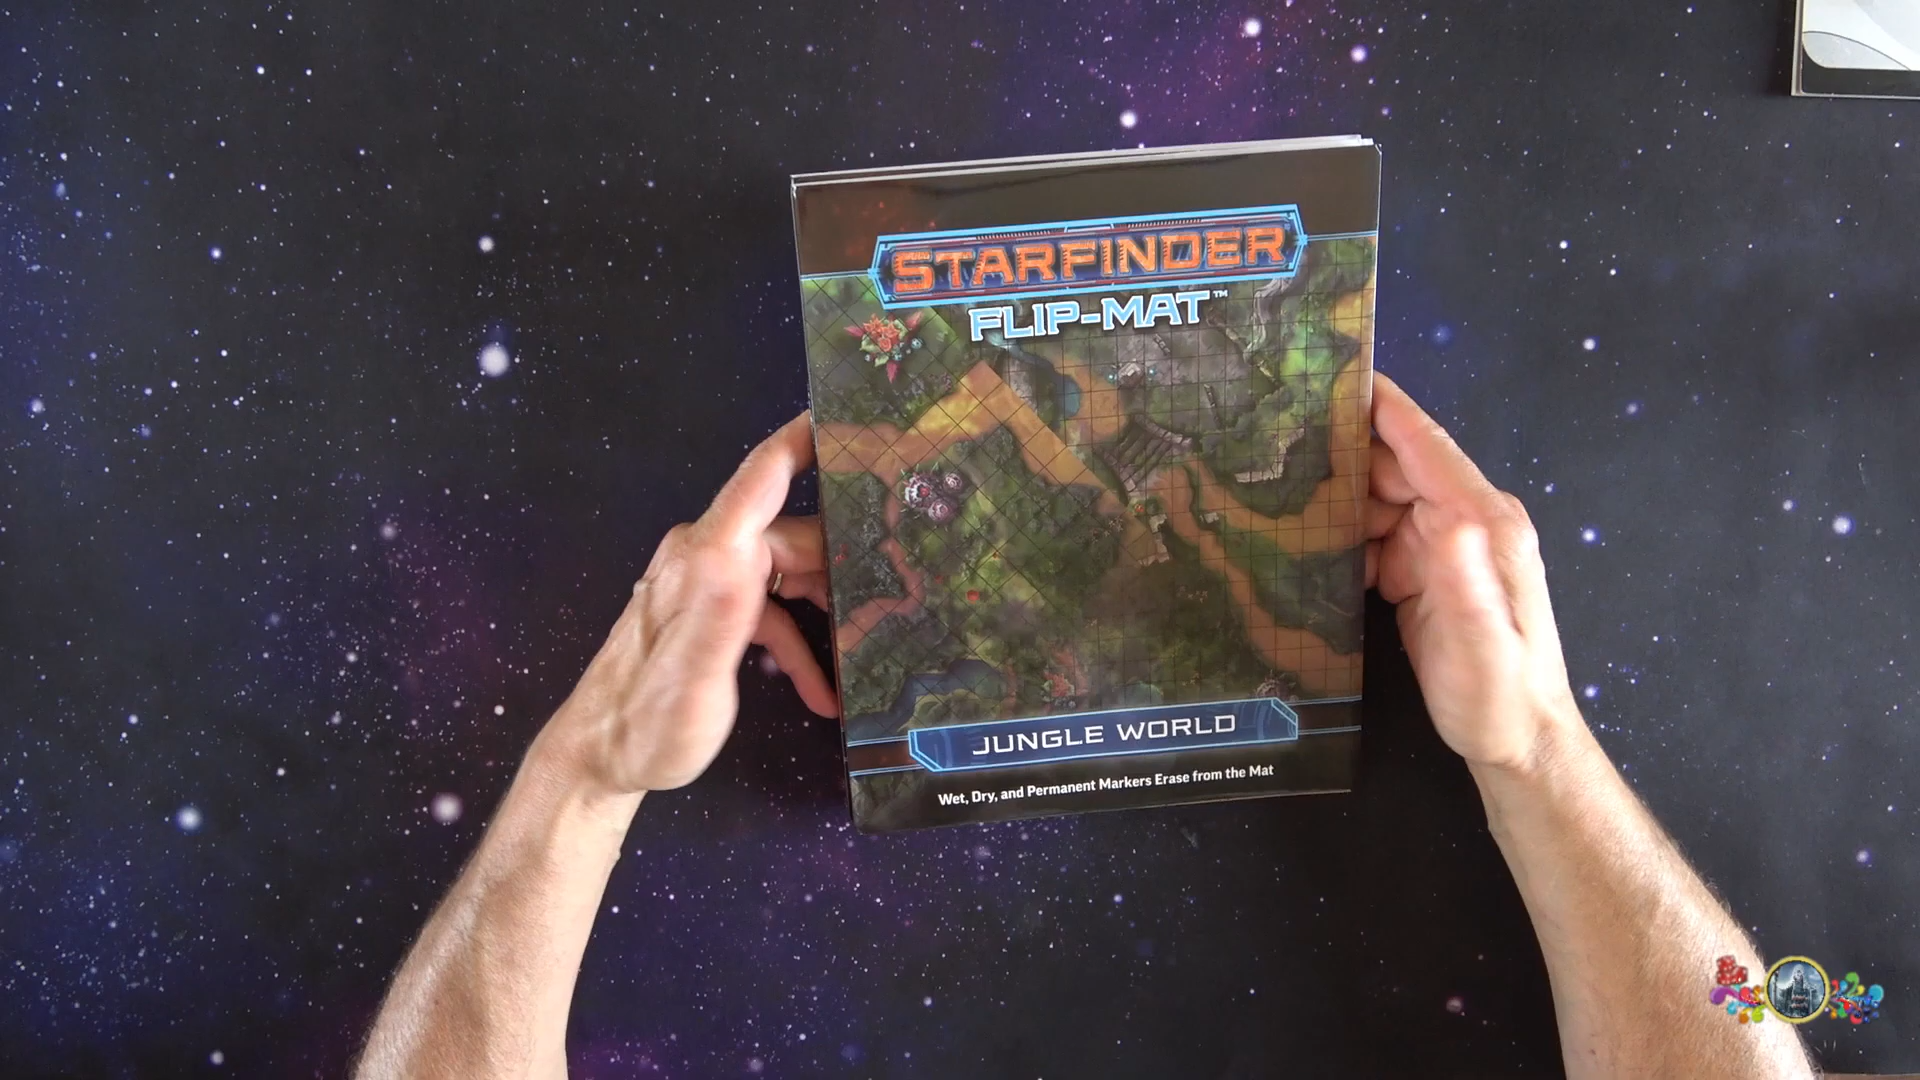 STARFINDER
FLIP-MAT™
JUNGLE WORLD
Wet, Dry, and Permanent Markers Erase from the Mat